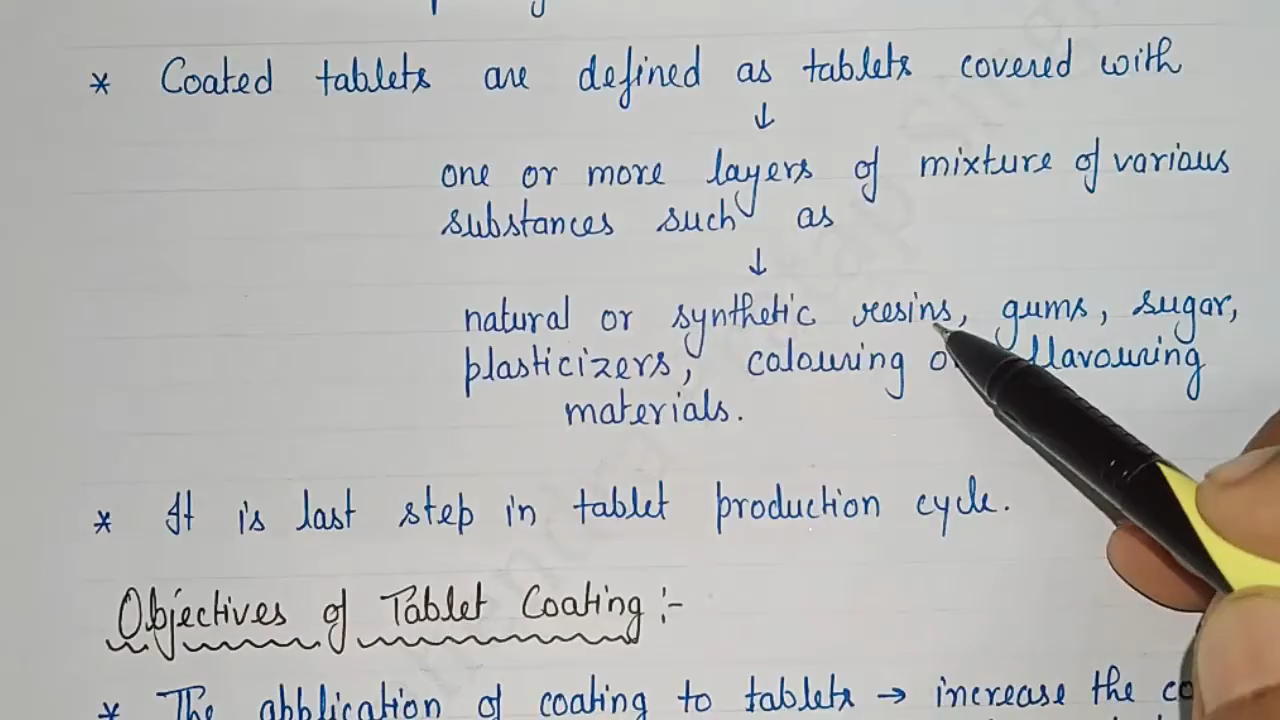 * Coated tablets are defined as tablets covered with
↓
one or more layers of mixture of various
substances such as
↓
natural or synthetic resins, gums, sugar,
plasticizers, colouring flavouring
materials.
* It is last step in tablet production cycle.
Objectives of Tablet Coating :-
* The application of coating to tablets → increase the